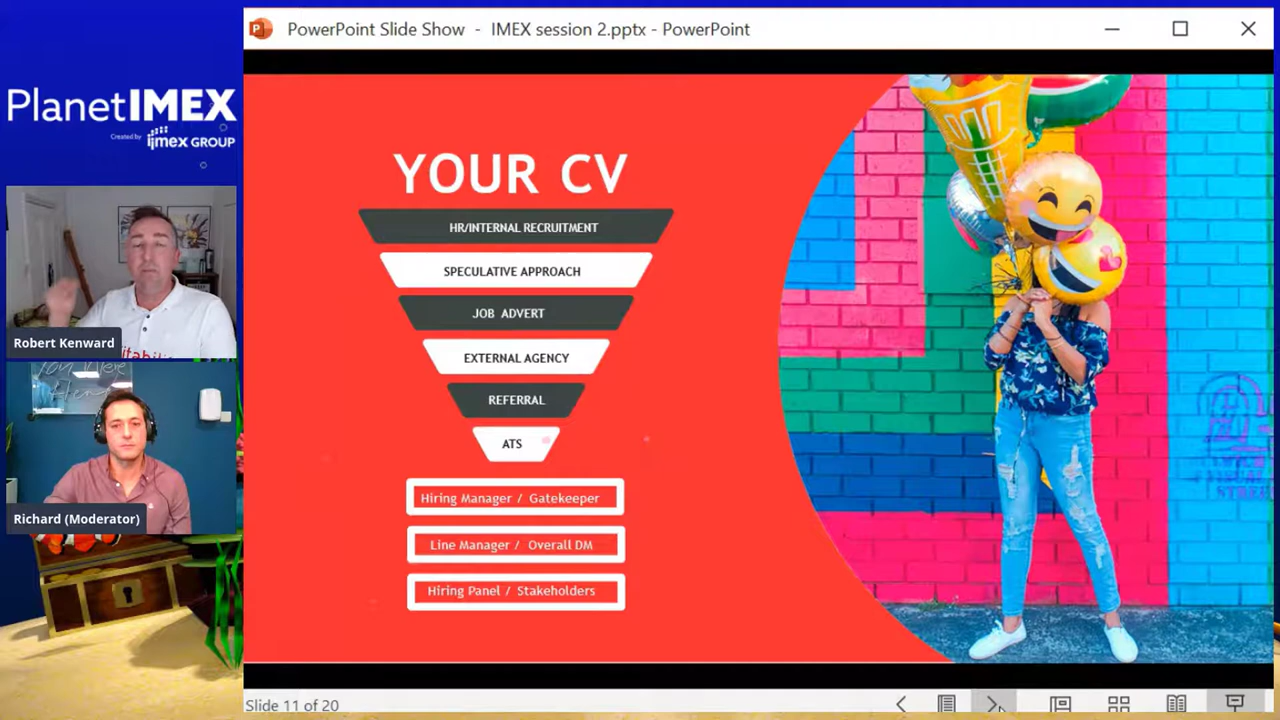 PowerPoint Slide Show - IMEX session 2.pptx - PowerPoint
PlanetIMEX
Created by imex GROUP
YOUR CV
HR/INTERNAL RECRUITMENT
SPECULATIVE APPROACH
JOB ADVERT
EXTERNAL AGENCY
REFERRAL
ATS
Hiring Manager / Gatekeeper
Line Manager / Overall DM
Hiring Panel / Stakeholders
Robert Kenward
Richard (Moderator)
Slide 11 of 20